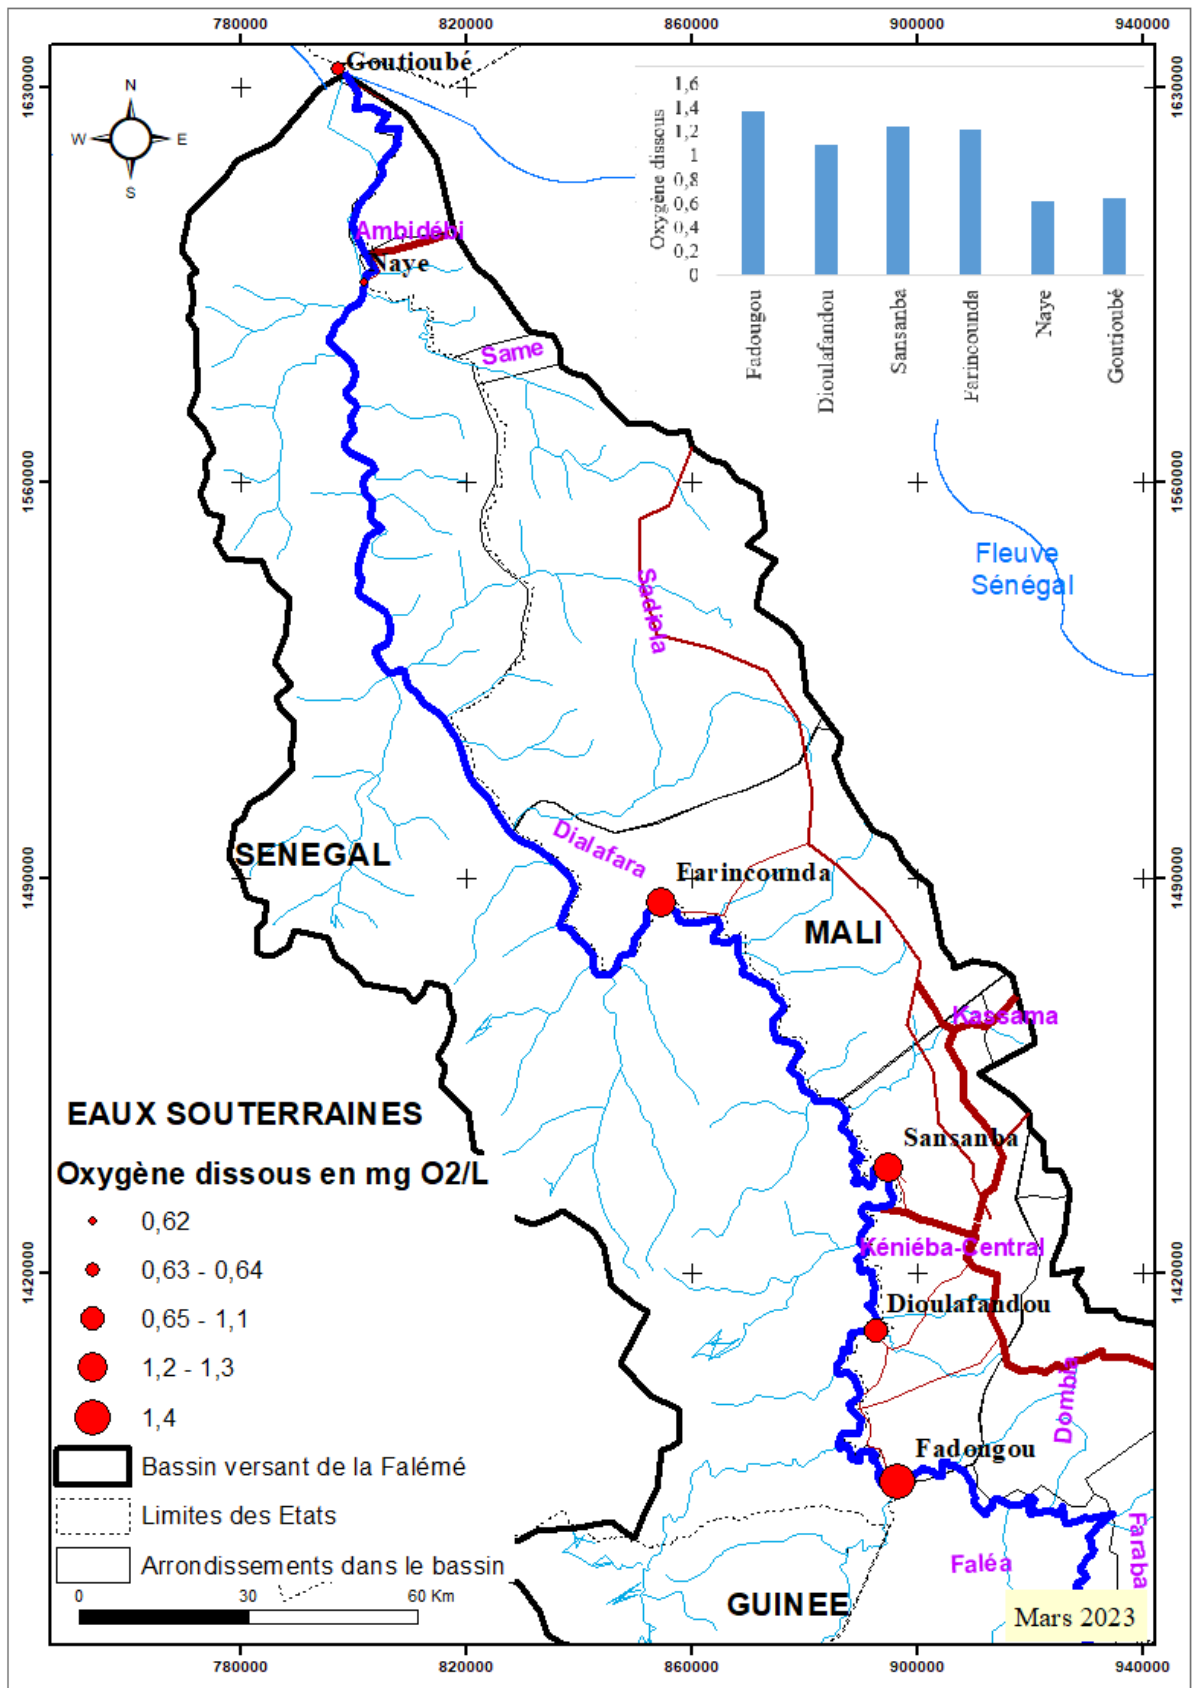 780000
820000
860000
900000
940000
1630000
1630000
Goutioubé
N
W
E
S
1,6
1,4
1,2
1
0,8
0,6
0,4
0,2
0
Oxygène dissous
Fadougou
Dioulafandou
Sansanba
Farincounda
Naye
Goutioubé
Ambidébi
Naye
Same
1560000
1560000
Fleuve
Sénégal
Sadiola
Dialafara
SENEGAL
Farincounda
1490000
1490000
MALI
Kassama
EAUX SOUTERRAINES
Sansanba
Oxygène dissous en mg O2/L
0,62
0,63 - 0,64
0,65 - 1,1
1,2 - 1,3
1,4
Bassin versant de la Falémé
Limites des Etats
Arrondissements dans le bassin
0
30
60 Km
Kéniéba-Central
1420000
1420000
Dioulafandou
Dombia
Fadougou
Faléa
Faraba
GUINEE
Mars 2023
780000
820000
860000
900000
940000